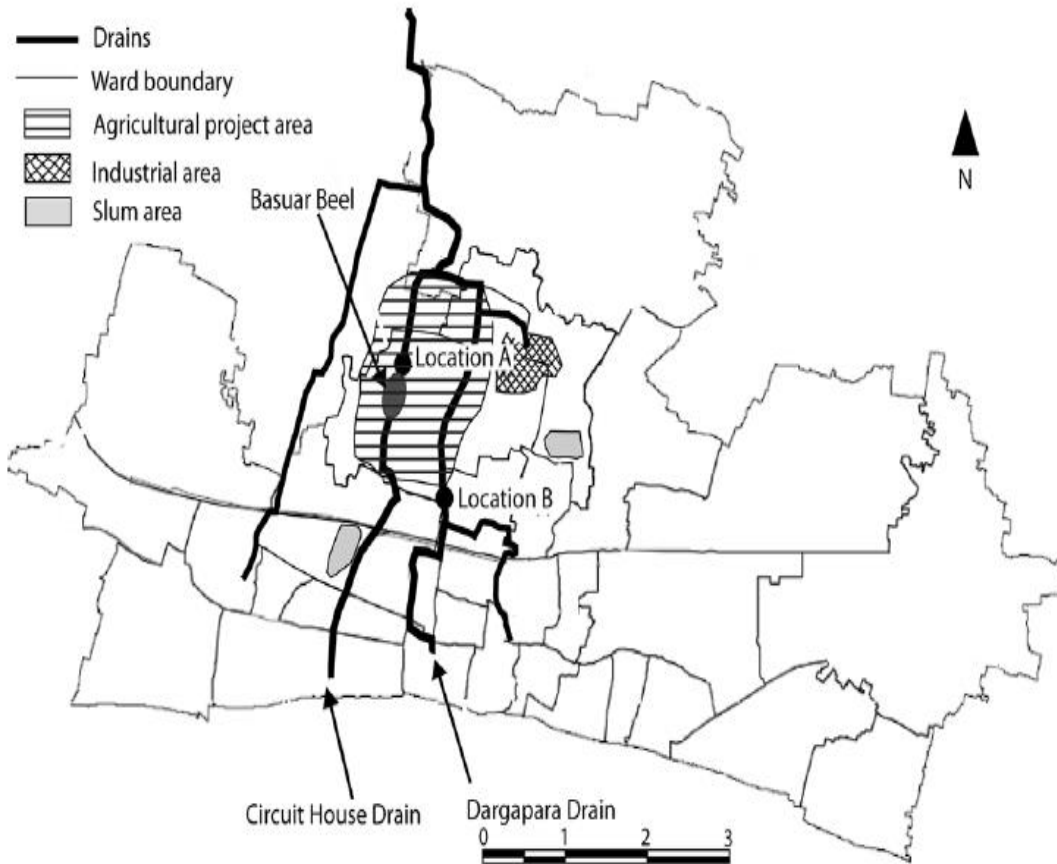 Drains
Ward boundary
Agricultural project area
Industrial area
Slum area
Basuar Beel
N
Location A
Location B
Circuit House Drain
Dargapara Drain
0 1 2 3